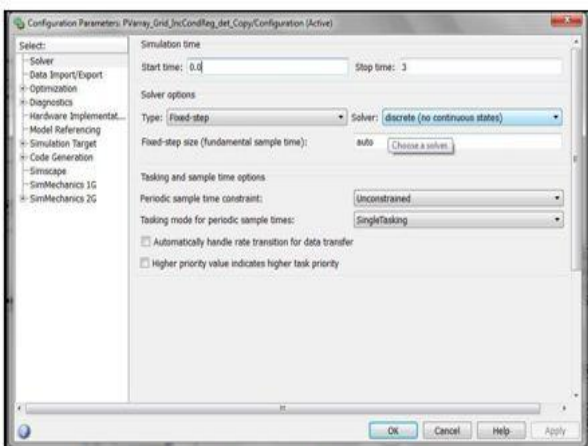 Configuration Parameters: PVarray_Grid_IncCondReg_det_Copy/Configuration (Active)
Select:
Solver
Data Import/Export
Optimization
Diagnostics
Hardware Implementat...
Model Referencing
Simulation Target
Code Generation
Simscape
SimMechanics 1G
SimMechanics 2G
Simulation time
Start time: 0.0
Stop time: 3
Solver options
Type: Fixed-step
Solver: discrete (no continuous states)
Fixed-step size (fundamental sample time): auto
Choose a solver.
Tasking and sample time options
Periodic sample time constraint: Unconstrained
Tasking mode for periodic sample times: SingleTasking
Automatically handle rate transition for data transfer
Higher priority value indicates higher task priority
OK Cancel Help Apply